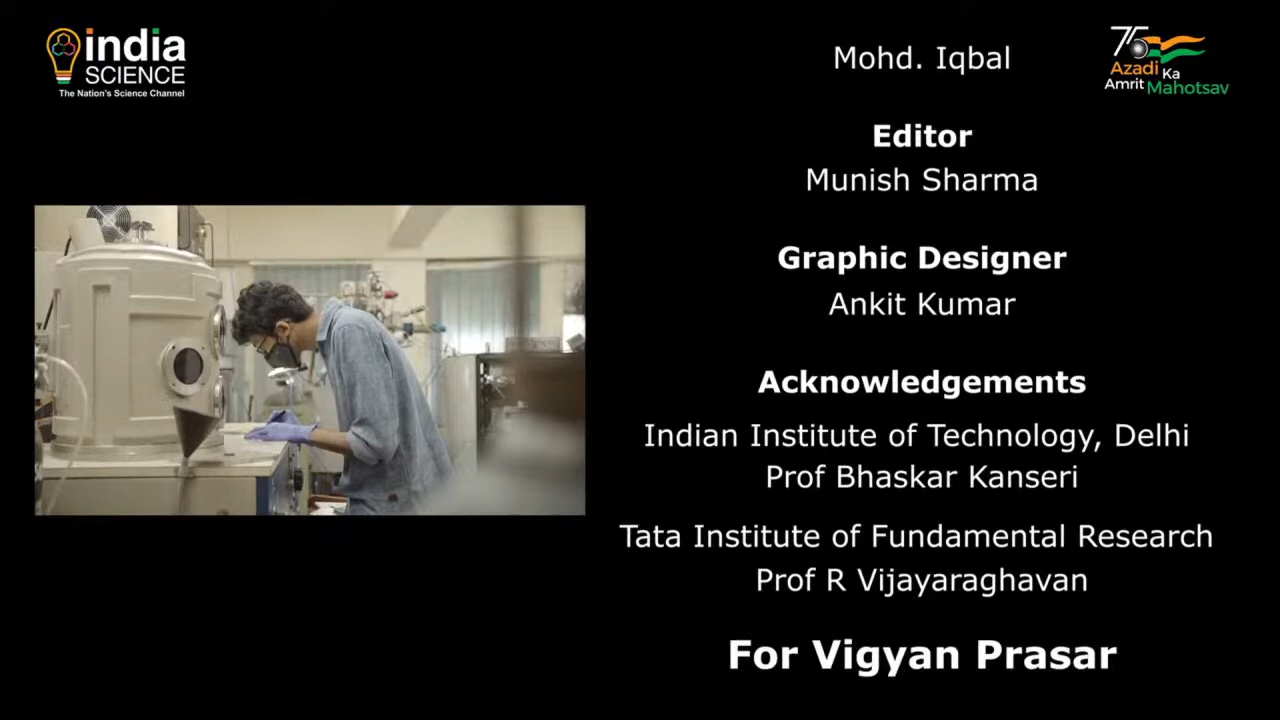 india
SCIENCE
The Nation's Science Channel
75
Azadi Ka
Amrit Mahotsav
Mohd. Iqbal
Editor
Munish Sharma
Graphic Designer
Ankit Kumar
Acknowledgements
Indian Institute of Technology, Delhi
Prof Bhaskar Kanseri
Tata Institute of Fundamental Research
Prof R Vijayaraghavan
For Vigyan Prasar